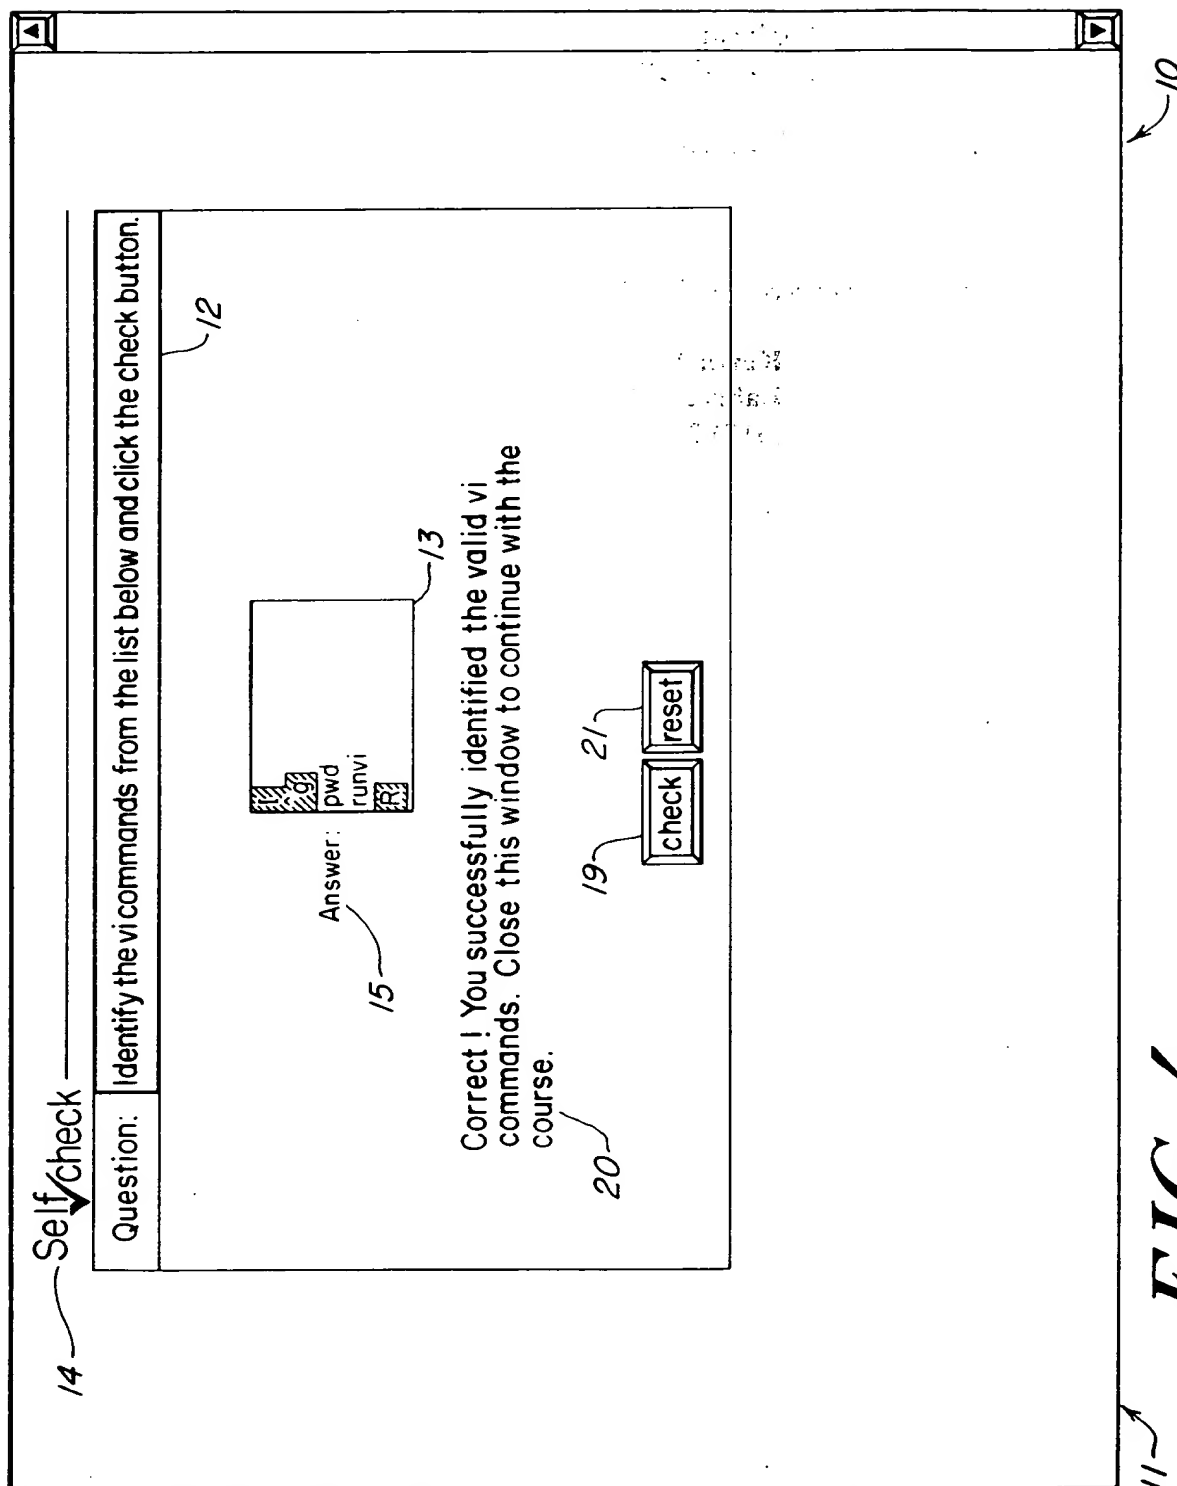 14
Self check
Question: Identify the vi commands from the list below and click the check button.
12
Answer:
pwd
runvi
R
13
15
Correct! You successfully identified the valid vi
commands. Close this window to continue with the
course.
20
19
21
check
reset
11
10